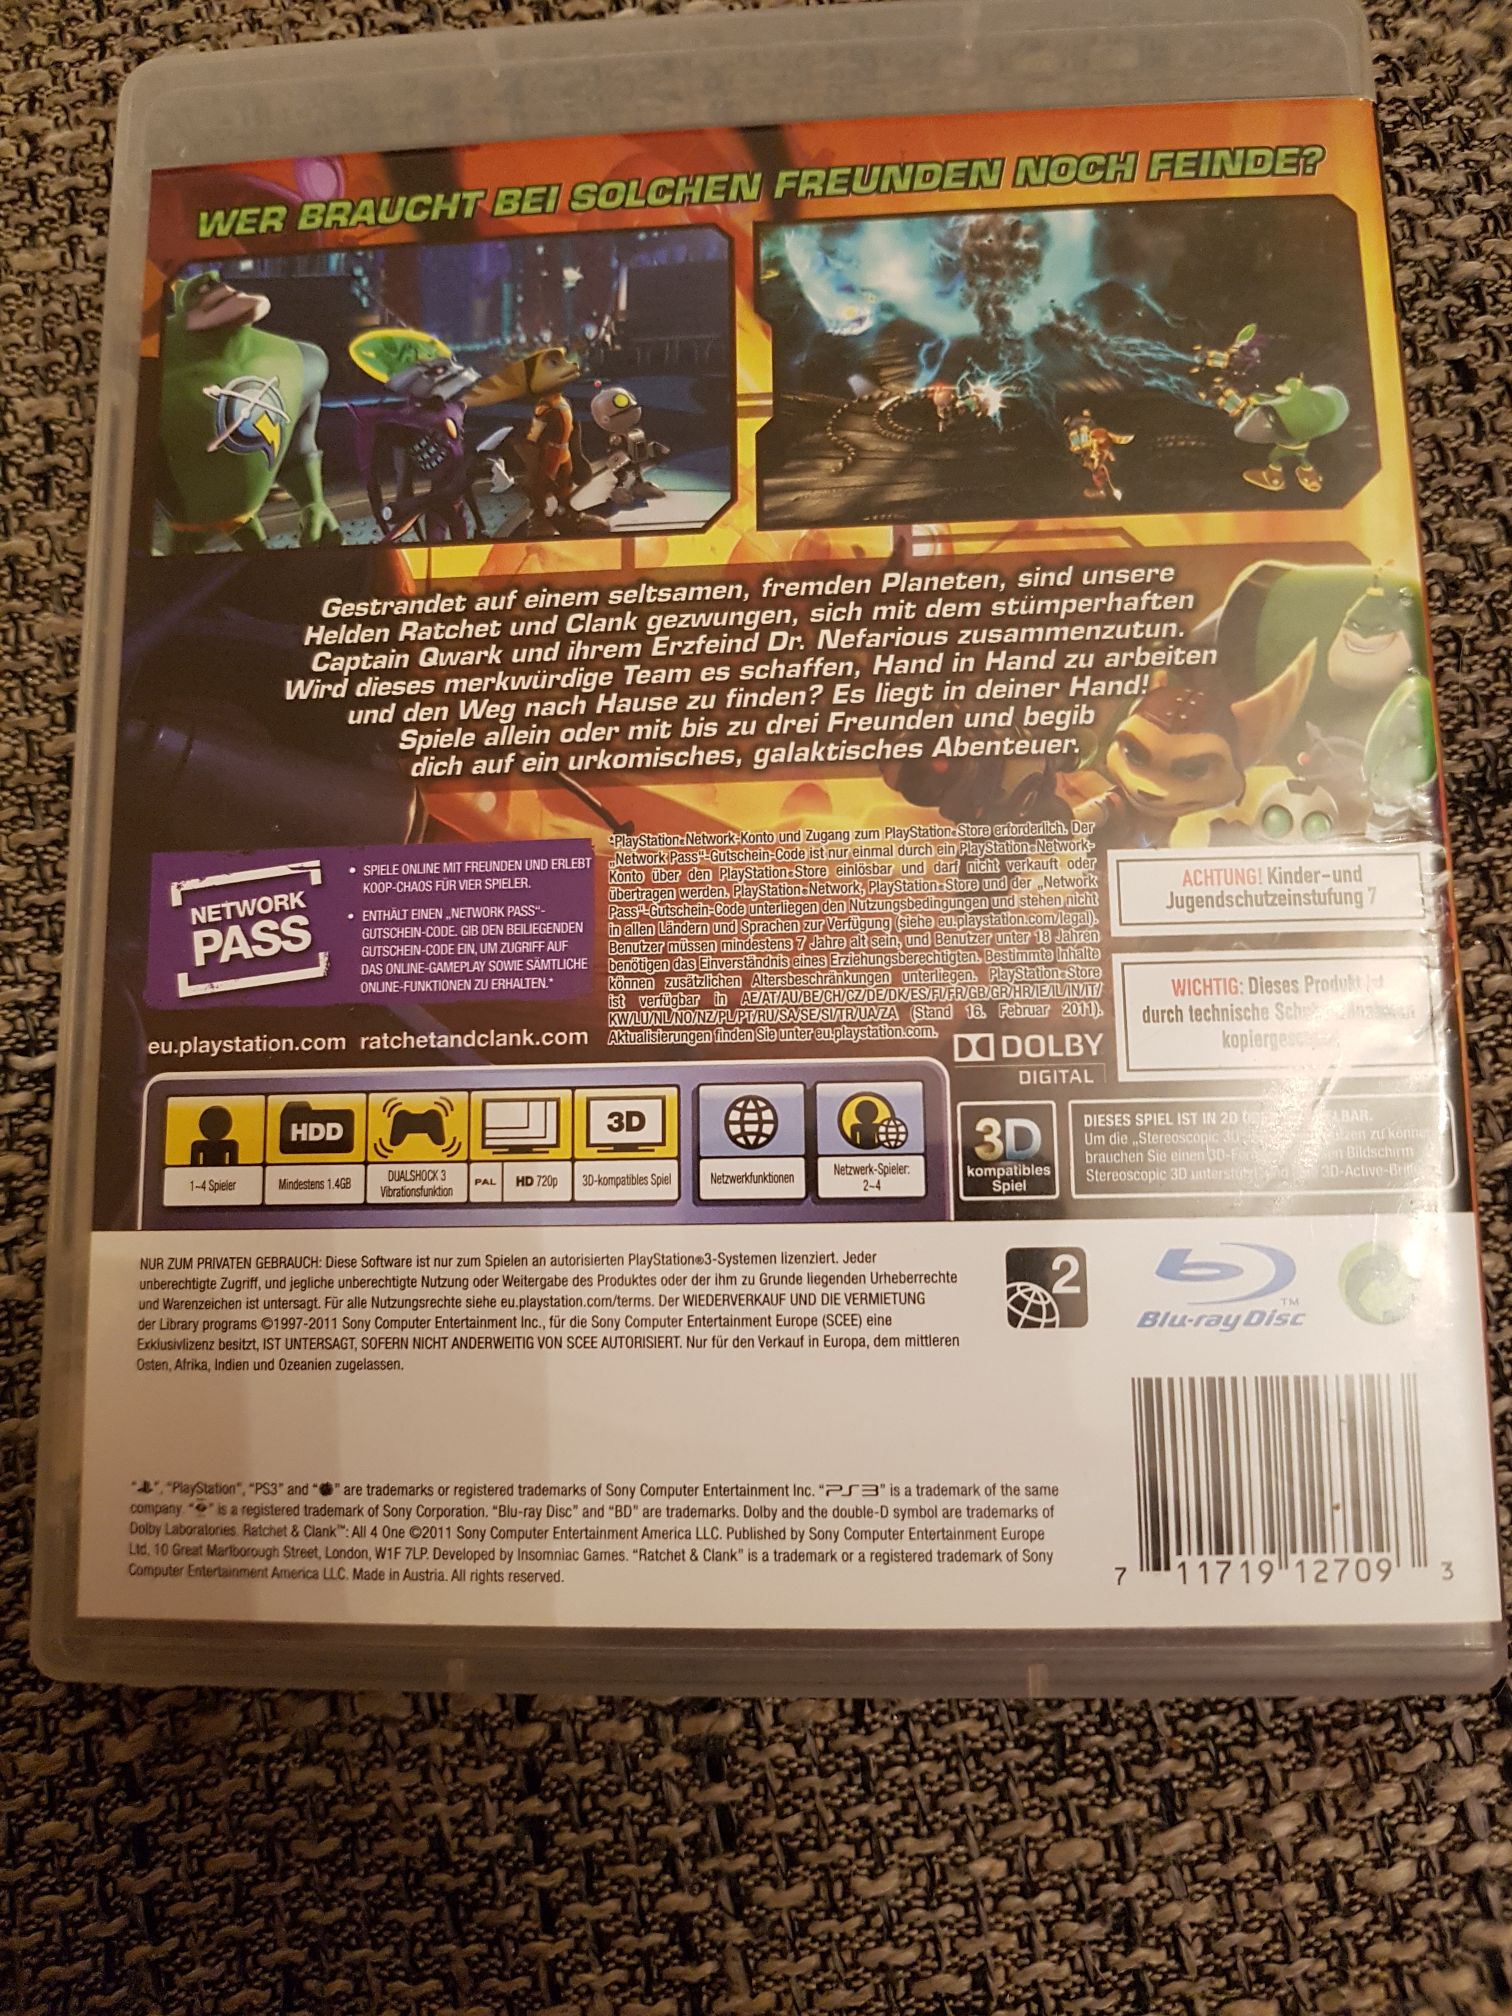 WER BRAUCHT BEI SOLCHEN FREUNDEN NOCH FEINDE?
Gestrandet auf einem seltsamen, fremden Planeten, sind unsere
Helden Ratchet und Clank gezwungen, sich mit dem stümperhaften
Captain Qwark und ihrem Erzfeind Dr. Nefarious zusammenzutun.
Wird dieses merkwürdige Team es schaffen, Hand in Hand zu arbeiten
und den Weg nach Hause zu finden? Es liegt in deiner Hand!
Spiele allein oder mit bis zu drei Freunden und begib
dich auf ein urkomisches, galaktisches Abenteuer.
NETWORK
PASS
• SPIELE ONLINE MIT FREUNDEN UND ERLEBT
KOOP-CHAOS FÜR VIER SPIELER.
• ENTHÄLT EINEN „NETWORK PASS“-
GUTSCHEIN-CODE. GIB DEN BEILIEGENDEN
GUTSCHEIN-CODE EIN, UM ZUGRIFF AUF
DAS ONLINE-GAMEPLAY SOWIE SÄMTLICHE
ONLINE-FUNKTIONEN ZU ERHALTEN.*
*PlayStation®Network-Konto und Zugang zum PlayStation®Store erforderlich. Der
„Network Pass“-Gutschein-Code ist nur einmal durch ein PlayStation®Network-
Konto über den PlayStation®Store einlösbar und darf nicht verkauft oder
übertragen werden. PlayStation®Network, PlayStation®Store und der „Network
Pass“-Gutschein-Code unterliegen den Nutzungsbedingungen und stehen nicht
in allen Ländern und Sprachen zur Verfügung (siehe eu.playstation.com/legal).
Benutzer müssen mindestens 7 Jahre alt sein, und Benutzer unter 18 Jahren
benötigen das Einverständnis eines Erziehungsberechtigten. Bestimmte Inhalte
können zusätzlichen Altersbeschränkungen unterliegen. PlayStation®Store
ist verfügbar in AE/AT/AU/BE/CH/CZ/DE/DK/ES/FI/FR/GB/GR/HR/IE/IL/IN/IT/
KW/LU/NL/NO/NZ/PL/PT/RU/SA/SE/SI/TR/UA/ZA (Stand 16. Februar 2011).
Aktualisierungen finden Sie unter eu.playstation.com.
ACHTUNG! Kinder-und
Jugendschutzeinstufung 7
WICHTIG: Dieses Produkt ist
durch technische
eu.playstation.com ratchetandclank.com
DOLBY
DIGITAL
1-4 Spieler
HDD
Mindestens 1.4GB
DUALSHOCK 3
Vibrationsfunktion
PAL
HD 720p
3D
3D-kompatibles Spiel
Netzwerkfunktionen
Netzwerk-Spieler:
2-4
3D
kompatibles
Spiel
DIESES SPIEL IST IN 2D
Um die „Stereoscopic 3D zu können
brauchen Sie einen Bildschirm
Stereoscopic 3D 3D-Active-Brille
NUR ZUM PRIVATEN GEBRAUCH: Diese Software ist nur zum Spielen an autorisierten PlayStation®3-Systemen lizenziert. Jeder
unberechtigte Zugriff, und jegliche unberechtigte Nutzung oder Weitergabe des Produktes oder der ihm zu Grunde liegenden Urheberrechte
und Warenzeichen ist untersagt. Für alle Nutzungsrechte siehe eu.playstation.com/terms. Der WIEDERVERKAUF UND DIE VERMIETUNG
der Library programs ©1997-2011 Sony Computer Entertainment Inc., für die Sony Computer Entertainment Europe (SCEE) eine
Exklusivlizenz besitzt, IST UNTERSAGT, SOFERN NICHT ANDERWEITIG VON SCEE AUTORISIERT. Nur für den Verkauf in Europa, dem mittleren
Osten, Afrika, Indien und Ozeanien zugelassen.
2
Blu-ray Disc™
"", "PlayStation", "PS3" and "" are trademarks or registered trademarks of Sony Computer Entertainment Inc. "PS3" is a trademark of the same
company. "" is a registered trademark of Sony Corporation. "Blu-ray Disc" and "BD" are trademarks. Dolby and the double-D symbol are trademarks of
Dolby Laboratories. Ratchet & Clank™: All 4 One ©2011 Sony Computer Entertainment America LLC. Published by Sony Computer Entertainment Europe
Ltd, 10 Great Marlborough Street, London, W1F 7LP. Developed by Insomniac Games. "Ratchet & Clank" is a trademark or a registered trademark of Sony
Computer Entertainment America LLC. Made in Austria. All rights reserved.
7 11719 12709 3